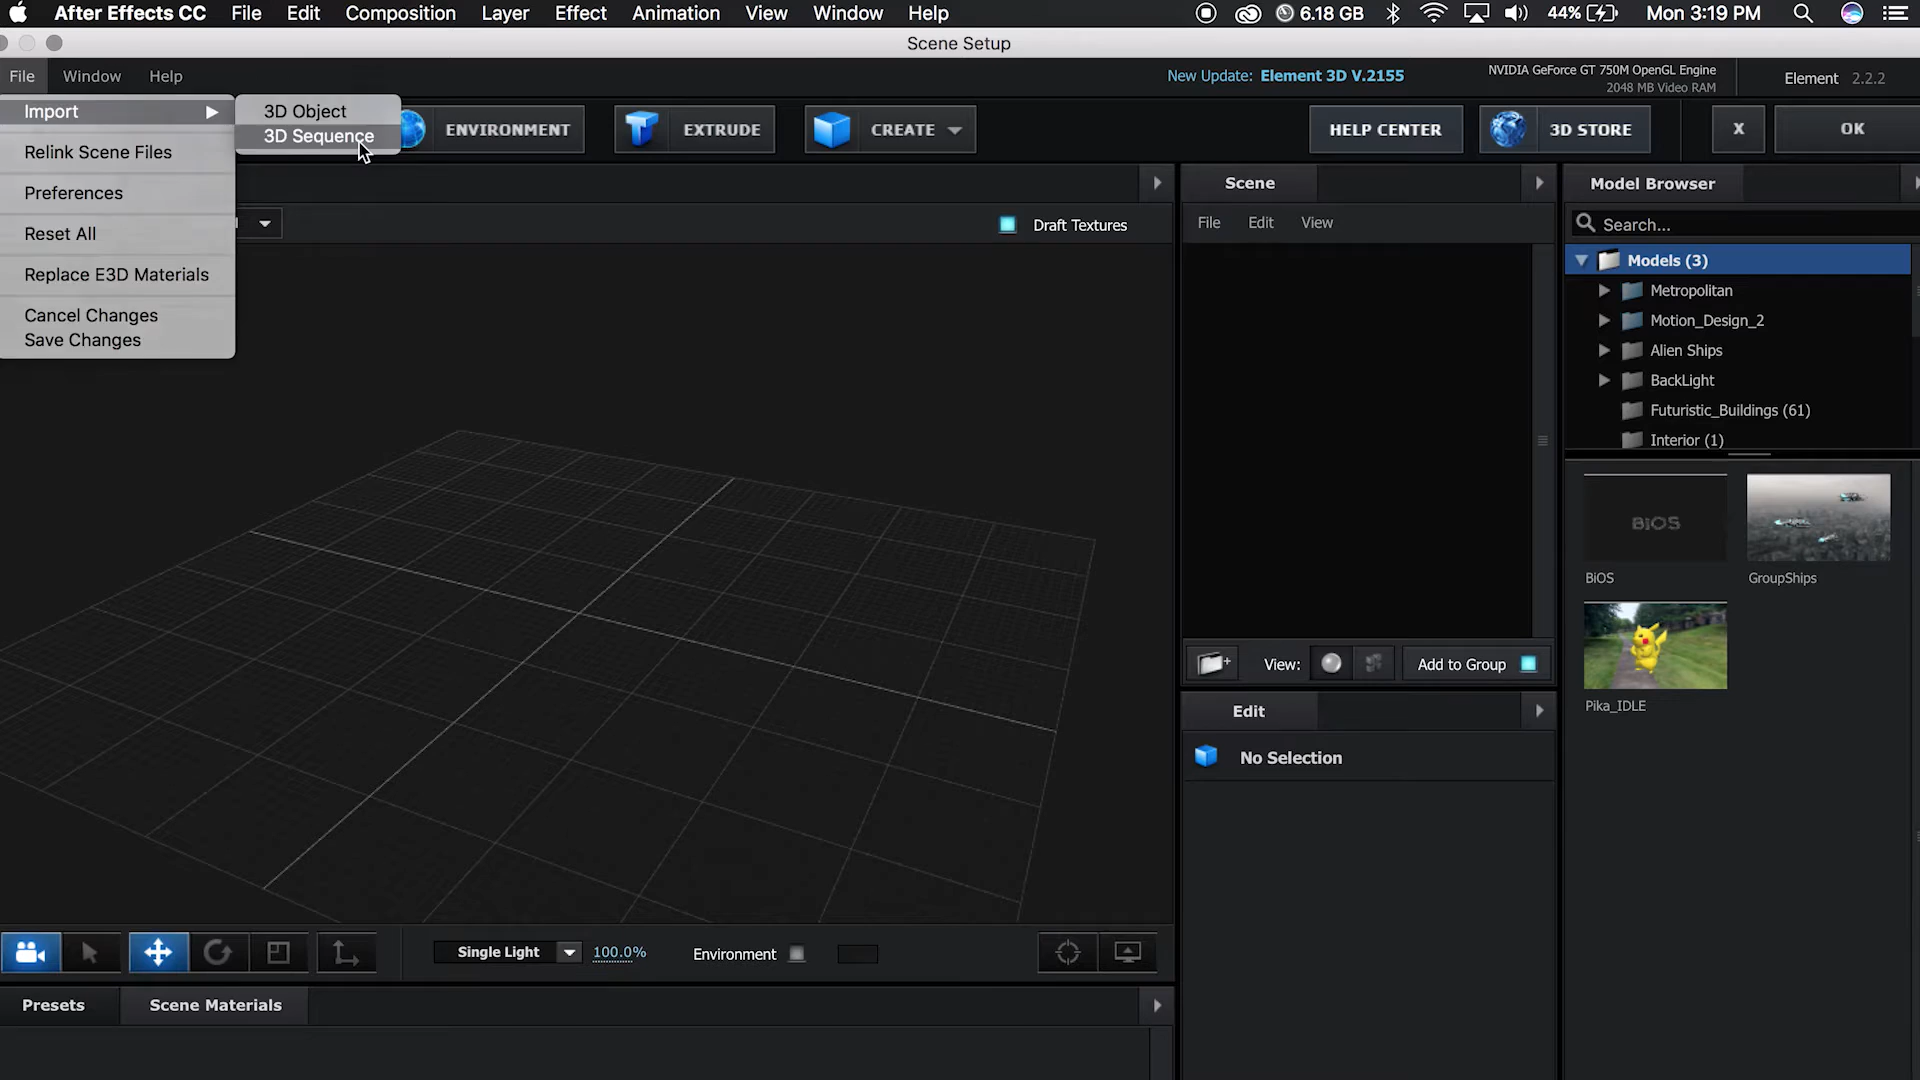 After Effects CC File Edit Composition Layer Effect Animation View Window Help 6.18 GB 44% Mon 3:19 PM
Scene Setup
File Window Help
New Update: Element 3D V.2155
NVIDIA GeForce GT 750M OpenGL Engine
2048 MB Video RAM
Element 2.2.2
Import
3D Object
3D Sequence
Relink Scene Files
Preferences
Reset All
Replace E3D Materials
Cancel Changes
Save Changes
ENVIRONMENT
EXTRUDE
CREATE
HELP CENTER
3D STORE
X
OK
Draft Textures
Scene
File Edit View
Model Browser
Search...
Models (3)
Metropolitan
Motion_Design_2
Alien Ships
BackLight
Futuristic_Buildings (61)
Interior (1)
BiOS
BiOS
GroupShips
Pika_IDLE
View:
Add to Group
Edit
No Selection
Single Light
100.0%
Environment
Presets
Scene Materials